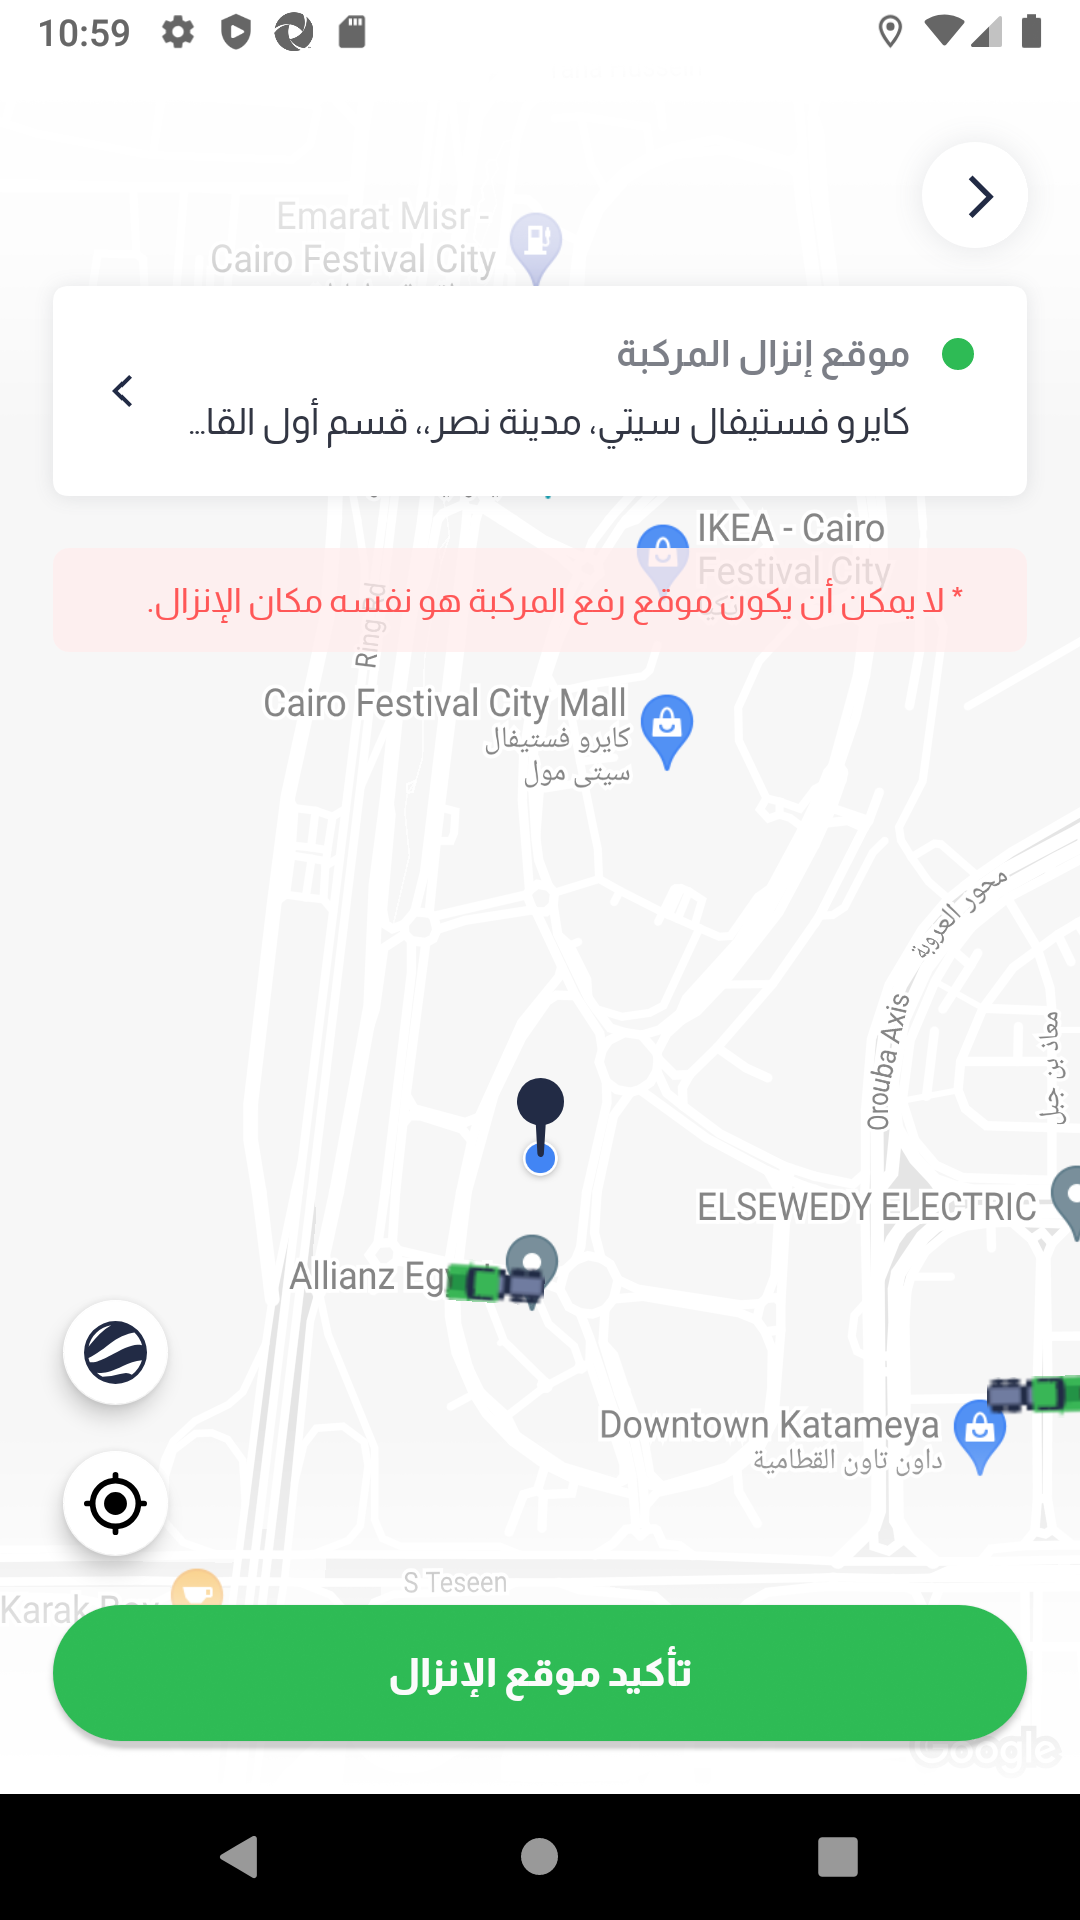 10:59
Emarat Misr -
Cairo Festival City
موقع إنزال المركبة
كايرو فستيفال سيتي، مدينة نصر،، قسم أول القا...
IKEA - Cairo
Festival City
* لا يمكن أن يكون موقع رفع المركبة هو نفسه مكان الإنزال.
Cairo Festival City Mall
كايرو فستيفال
سيتى مول
محور العروبة
Orouba Axis
معاذ بن جبل
ELSEWEDY ELECTRIC
Allianz
Downtown Katameya
داون تاون القطامية
S Teseen
Karak
تأكيد موقع الإنزال
Google